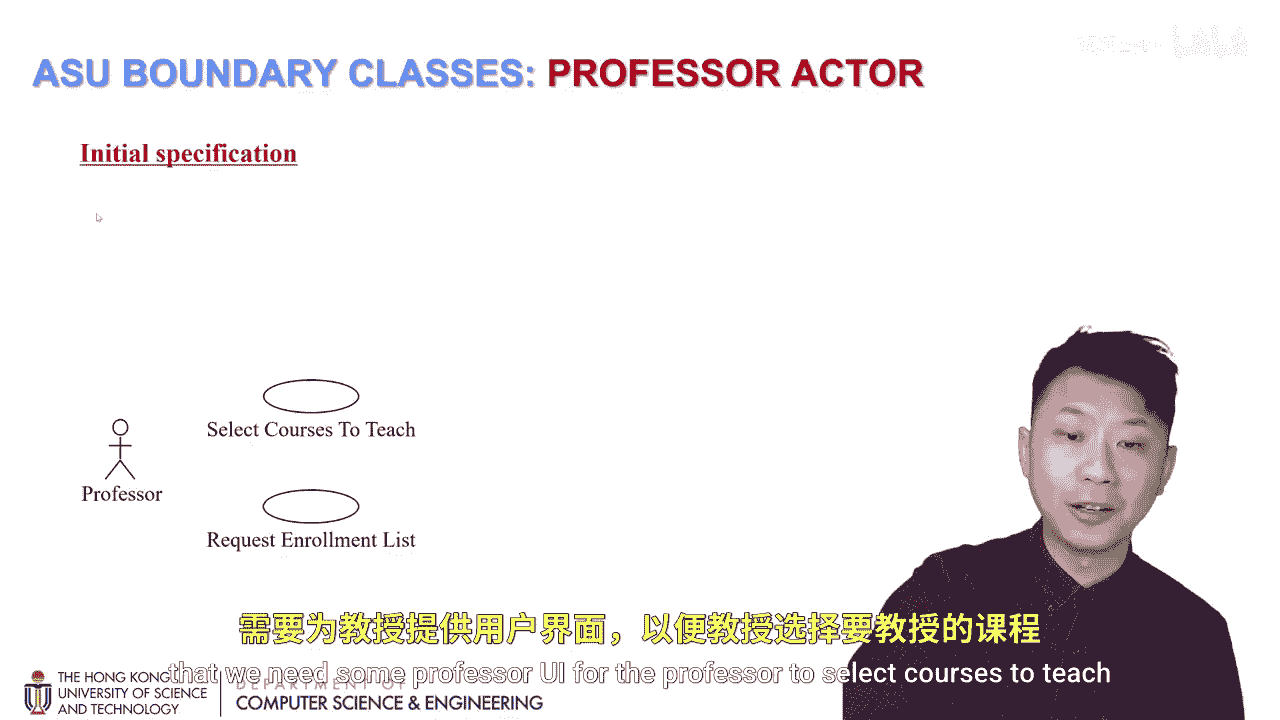 ASU BOUNDARY CLASSES: PROFESSOR ACTOR
Initial specification
Select Courses To Teach
Professor
Request Enrollment List
需要为教授提供用户界面，以便教授选择要教授的课程
that we need some professor UI for the professor to select courses to teach
THE HONG KONG
UNIVERSITY OF SCIENCE
AND TECHNOLOGY
DEPARTMENT OF
COMPUTER SCIENCE & ENGINEERING